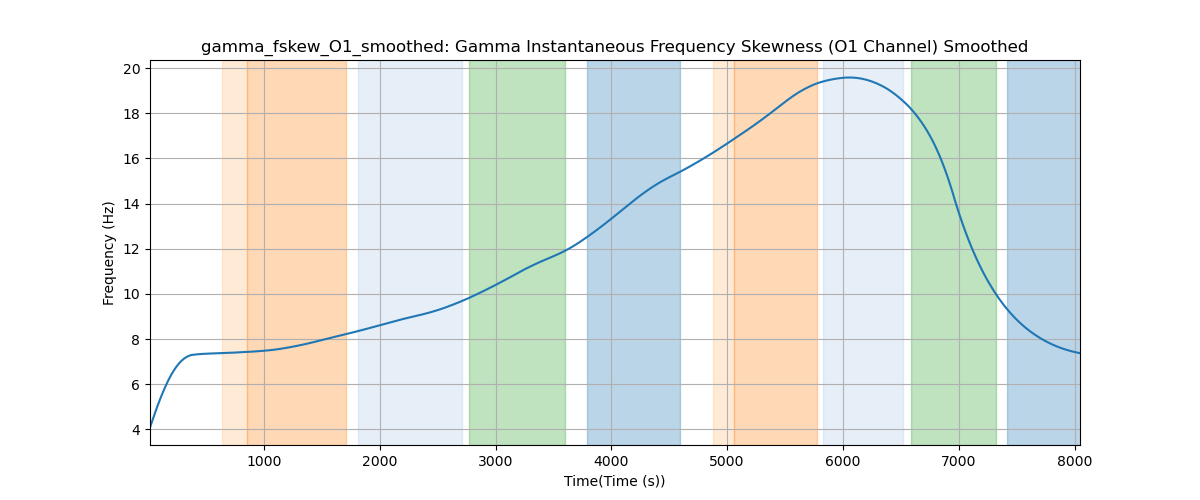 gamma_fskew_O1_smoothed: Gamma Instantaneous Frequency Skewness (O1 Channel) Smoothed
20
18
16
14
12
10
8
6
4
Frequency (Hz)
1000 2000 3000 4000 5000 6000 7000 8000
Time(Time (s))